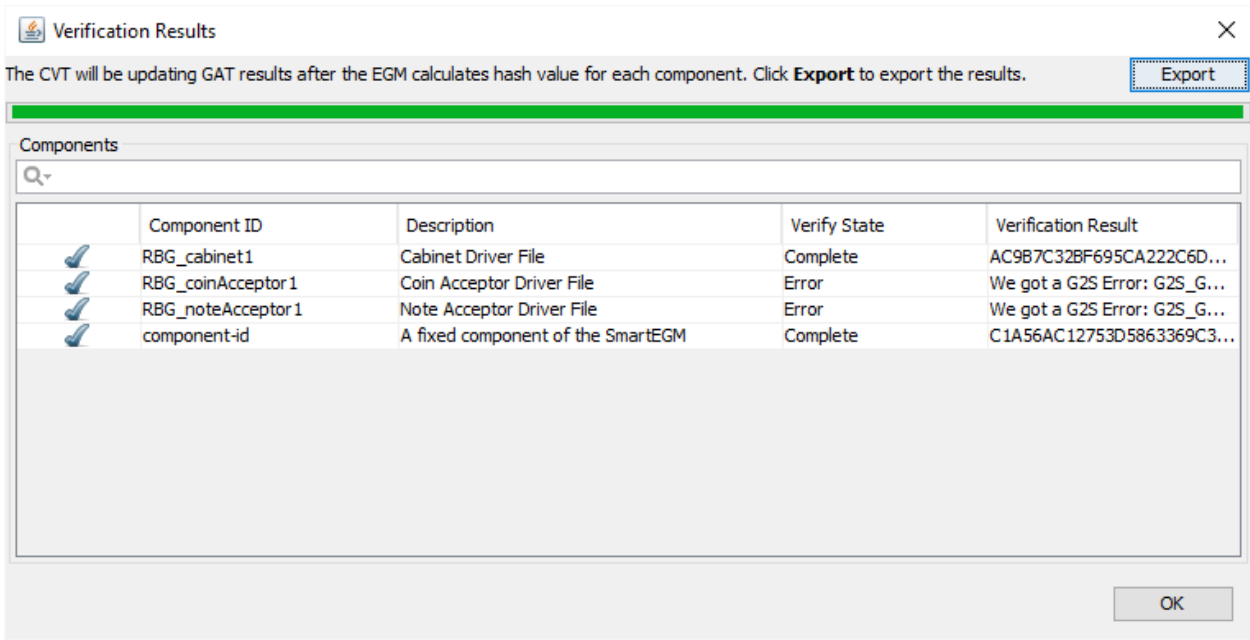 Verification Results
The CVT will be updating GAT results after the EGM calculates hash value for each component. Click Export to export the results. Export
Components
Component ID Description Verify State Verification Result
RBG_cabinet1 Cabinet Driver File Complete AC9B7C32BF695CA222C6D...
RBG_coinAcceptor1 Coin Acceptor Driver File Error We got a G2S Error: G2S_G...
RBG_noteAcceptor1 Note Acceptor Driver File Error We got a G2S Error: G2S_G...
component-id A fixed component of the SmartEGM Complete C1A56AC12753D5863369C3...
OK